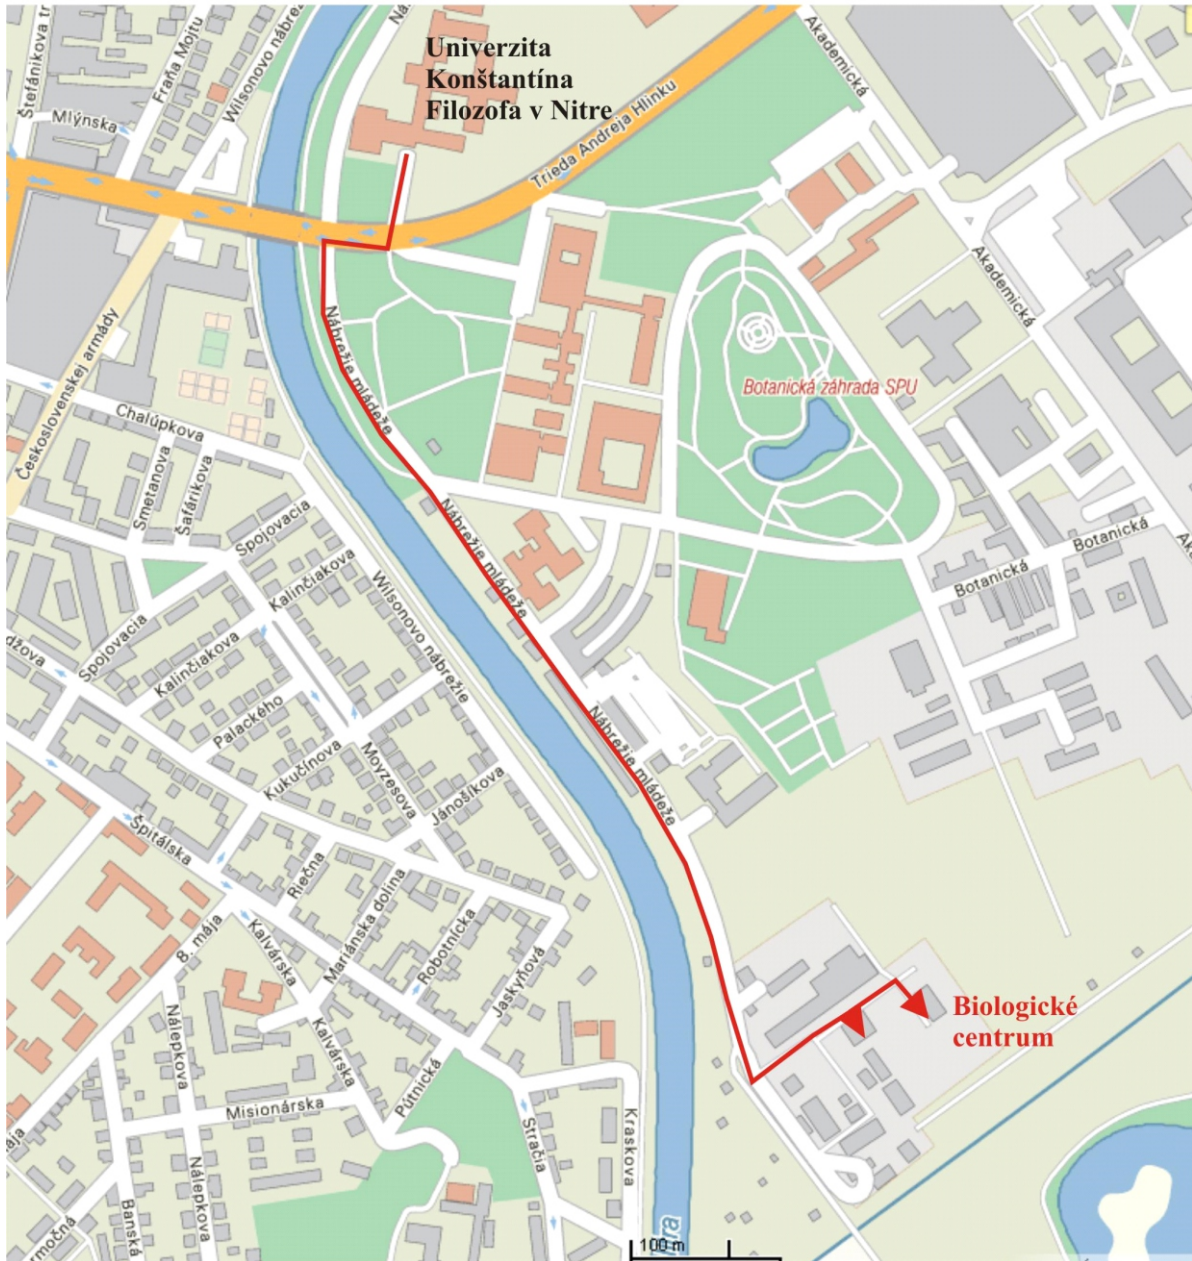 Univerzita
Konštantína
Filozofa v Nitre
Štefánikova tr
Fraňa Mojtu
Wilsonovo nábrež
Mlýnska
Akademická
Trieda Andreja Hlinku
Akademická
Československej armády
Nábrežie mládeže
Botanická záhrada SPU
Chalúpkova
Smetanova
Šafárikova
Spojovacia
Nábrežie mládeže
Botanická
Botanická
Kalinčiakova
Wilsonovo nábrežie
Spojovacia
Kalinčiakova
Palackého
Kukučínova
Moyzesova
Jánošíkova
Nábrežie mládeže
Špitálska
Riečna
Mariánska dolina
Robotnícka
8. mája
Kalvárska
Jaskyňová
Nálepkova
Kalvárska
Biologické
centrum
Pútnická
Misionárska
Stračia
Kraskova
Banská
Nálepkova
100 m